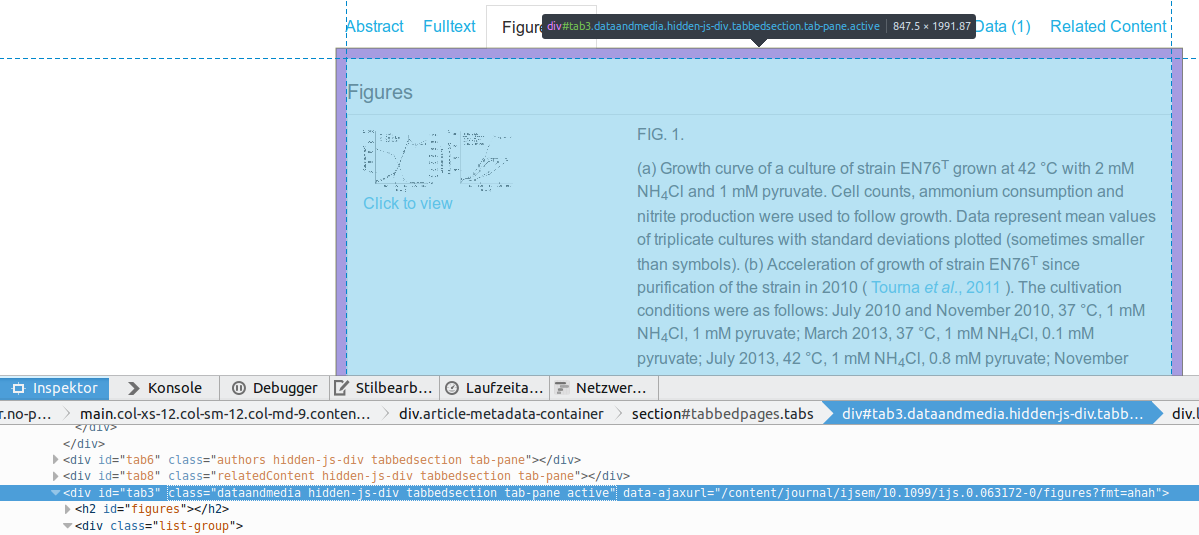 Abstract Fulltext Figure Data (1) Related Content
div#tab3.dataandmedia.hidden-js-div.tabbedsection.tab-pane.active 847.5 × 1991.87
Figures
FIG. 1.
(a) Growth curve of a culture of strain EN76T grown at 42 °C with 2 mM
NH4Cl and 1 mM pyruvate. Cell counts, ammonium consumption and
nitrite production were used to follow growth. Data represent mean values
of triplicate cultures with standard deviations plotted (sometimes smaller
than symbols). (b) Acceleration of growth of strain EN76T since
purification of the strain in 2010 ( Tourna et al., 2011 ). The cultivation
conditions were as follows: July 2010 and November 2010, 37 °C, 1 mM
NH4Cl, 1 mM pyruvate; March 2013, 37 °C, 1 mM NH4Cl, 0.1 mM
pyruvate; July 2013, 42 °C, 1 mM NH4Cl, 0.8 mM pyruvate; November
Click to view
Inspektor Konsole Debugger Stilbearb... Laufzeita... Netzwer...
r.no-p... main.col-xs-12.col-sm-12.col-md-9.conten... div.article-metadata-container section#tabbedpages.tabs div#tab3.dataandmedia.hidden-js-div.tabb... div.l
</div>
</div>
<div id="tab6" class="authors hidden-js-div tabbedsection tab-pane"></div>
<div id="tab8" class="relatedContent hidden-js-div tabbedsection tab-pane"></div>
<div id="tab3" class="dataandmedia hidden-js-div tabbedsection tab-pane active" data-ajaxurl="/content/journal/ijsem/10.1099/ijs.0.063172-0/figures?fmt=ahah">
<h2 id="figures"></h2>
<div class="list-group">